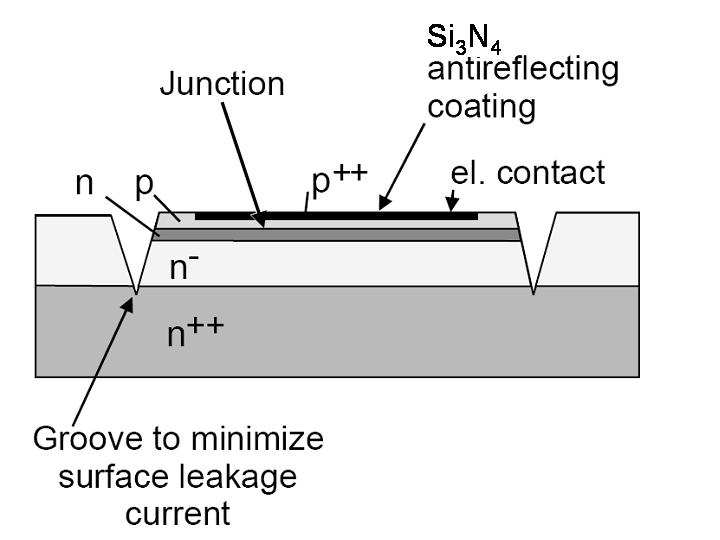 Si₃N₄
antireflecting
coating
Junction
n
p
p⁺⁺
el. contact
n⁻
n⁺⁺
Groove to minimize
surface leakage
current